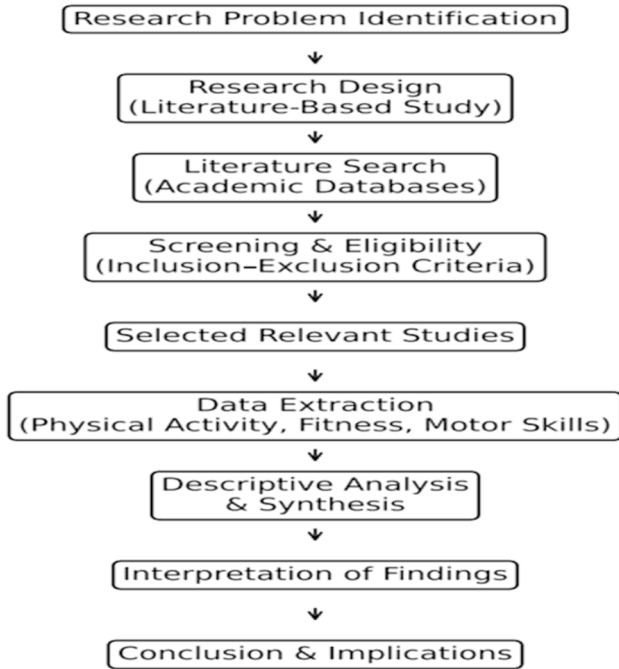 Research Problem Identification
Research Design
(Literature-Based Study)
Literature Search
(Academic Databases)
Screening & Eligibility
(Inclusion–Exclusion Criteria)
Selected Relevant Studies
Data Extraction
(Physical Activity, Fitness, Motor Skills)
Descriptive Analysis
& Synthesis
Interpretation of Findings
Conclusion & Implications